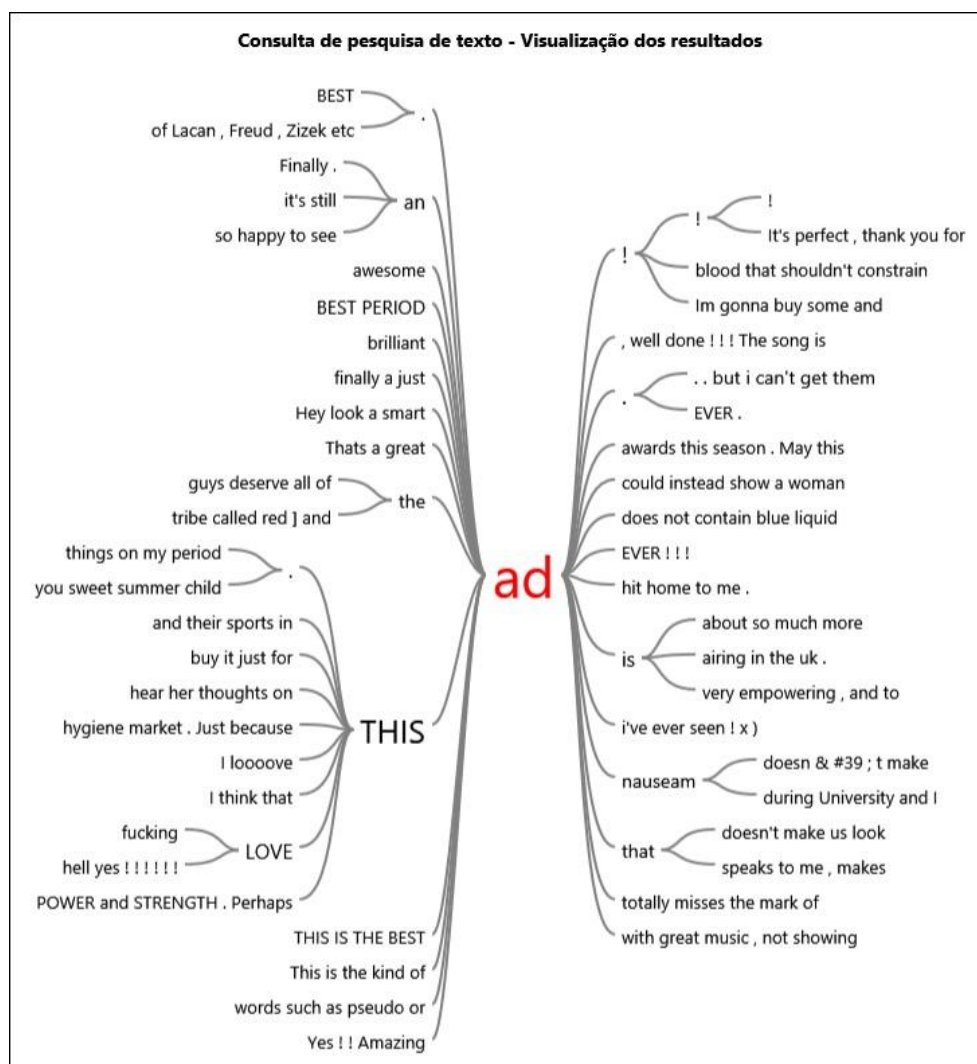 Consulta de pesquisa de texto - Visualização dos resultados
BEST
of Lacan , Freud , Zizek etc
.
Finally .
it's still
so happy to see
an
awesome
BEST PERIOD
brilliant
finally a just
Hey look a smart
Thats a great
guys deserve all of
tribe called red ] and
the
things on my period
you sweet summer child
.
and their sports in
buy it just for
hear her thoughts on
hygiene market . Just because
I loooove
I think that
fucking
hell yes ! ! ! ! ! !
LOVE
POWER and STRENGTH . Perhaps
THIS
THIS IS THE BEST
This is the kind of
words such as pseudo or
Yes ! ! Amazing
ad
!
!
!
It's perfect , thank you for
blood that shouldn't constrain
Im gonna buy some and
, well done ! ! ! The song is
.
. . but i can't get them
EVER .
awards this season . May this
could instead show a woman
does not contain blue liquid
EVER ! ! !
hit home to me .
is
about so much more
airing in the uk .
very empowering , and to
i've ever seen ! x )
nauseam
doesn & #39 ; t make
during University and I
that
doesn't make us look
speaks to me , makes
totally misses the mark of
with great music , not showing